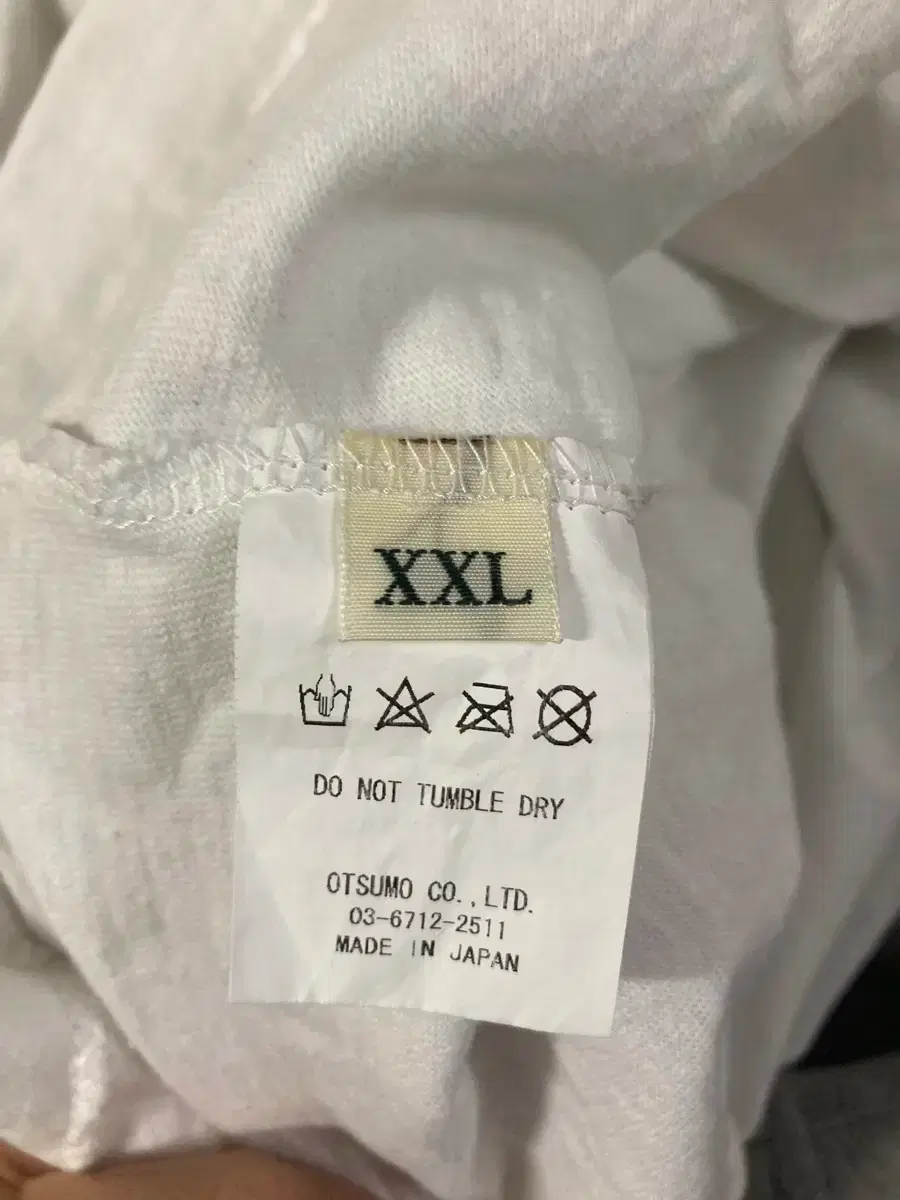 XXL
DO NOT TUMBLE DRY
OTSUMO CO.,LTD.
03-6712-2511
MADE IN JAPAN